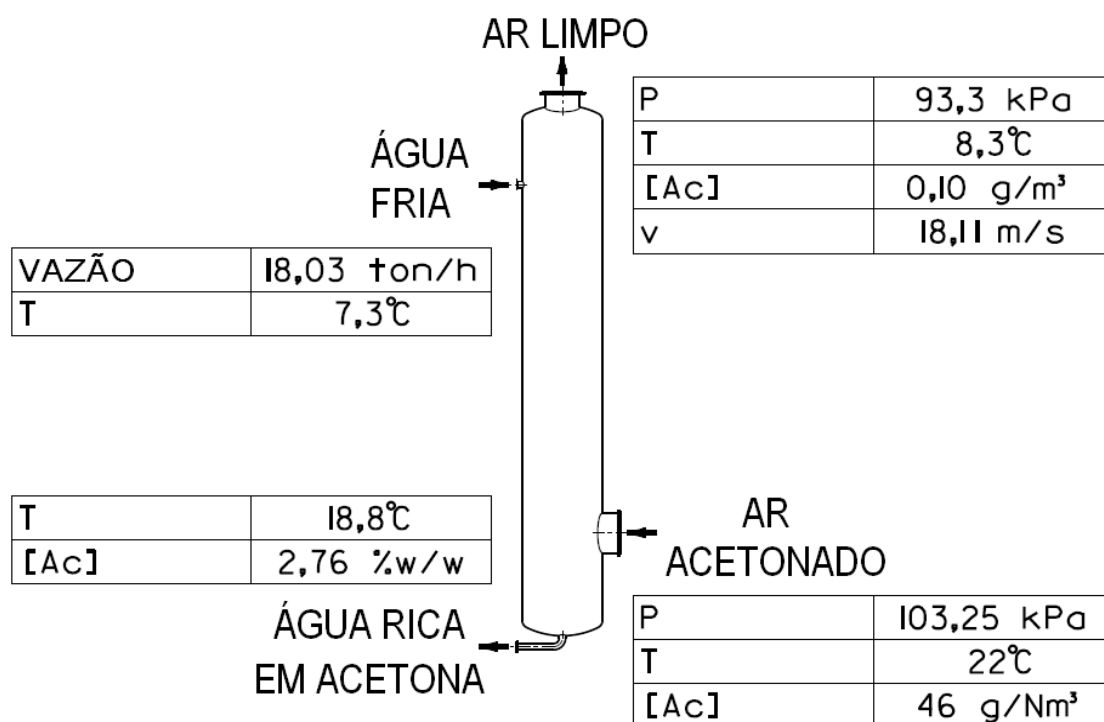 AR LIMPO
P 93,3 kPa
T 8,3℃
[Ac] 0,10 g/m³
v 18,11 m/s
ÁGUA
FRIA
VAZÃO 18,03 ton/h
T 7,3℃
T 18,8℃
[Ac] 2,76 %w/w
AR
ACETONADO
ÁGUA RICA
EM ACETONA
P 103,25 kPa
T 22℃
[Ac] 46 g/Nm³